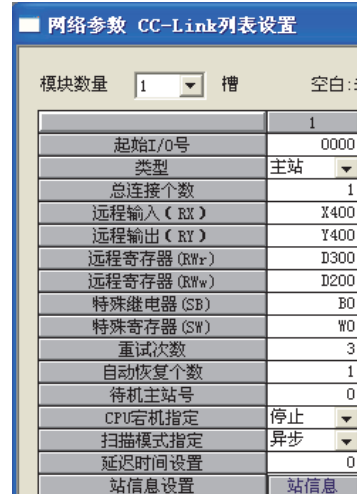 网络参数 CC-Link列表设置
模块数量 1 槽 空白:
1
起始I/0号 0000
类型 主站
总连接个数 1
远程输入(RX) X400
远程输出(RY) Y400
远程寄存器(RWr) D300
远程寄存器(RWw) D200
特殊继电器(SB) B0
特殊寄存器(SW) W0
重试次数 3
自动恢复个数 1
待机主站号 0
CPU宕机指定 停止
扫描模式指定 异步
延迟时间设置 0
站信息设置 站信息